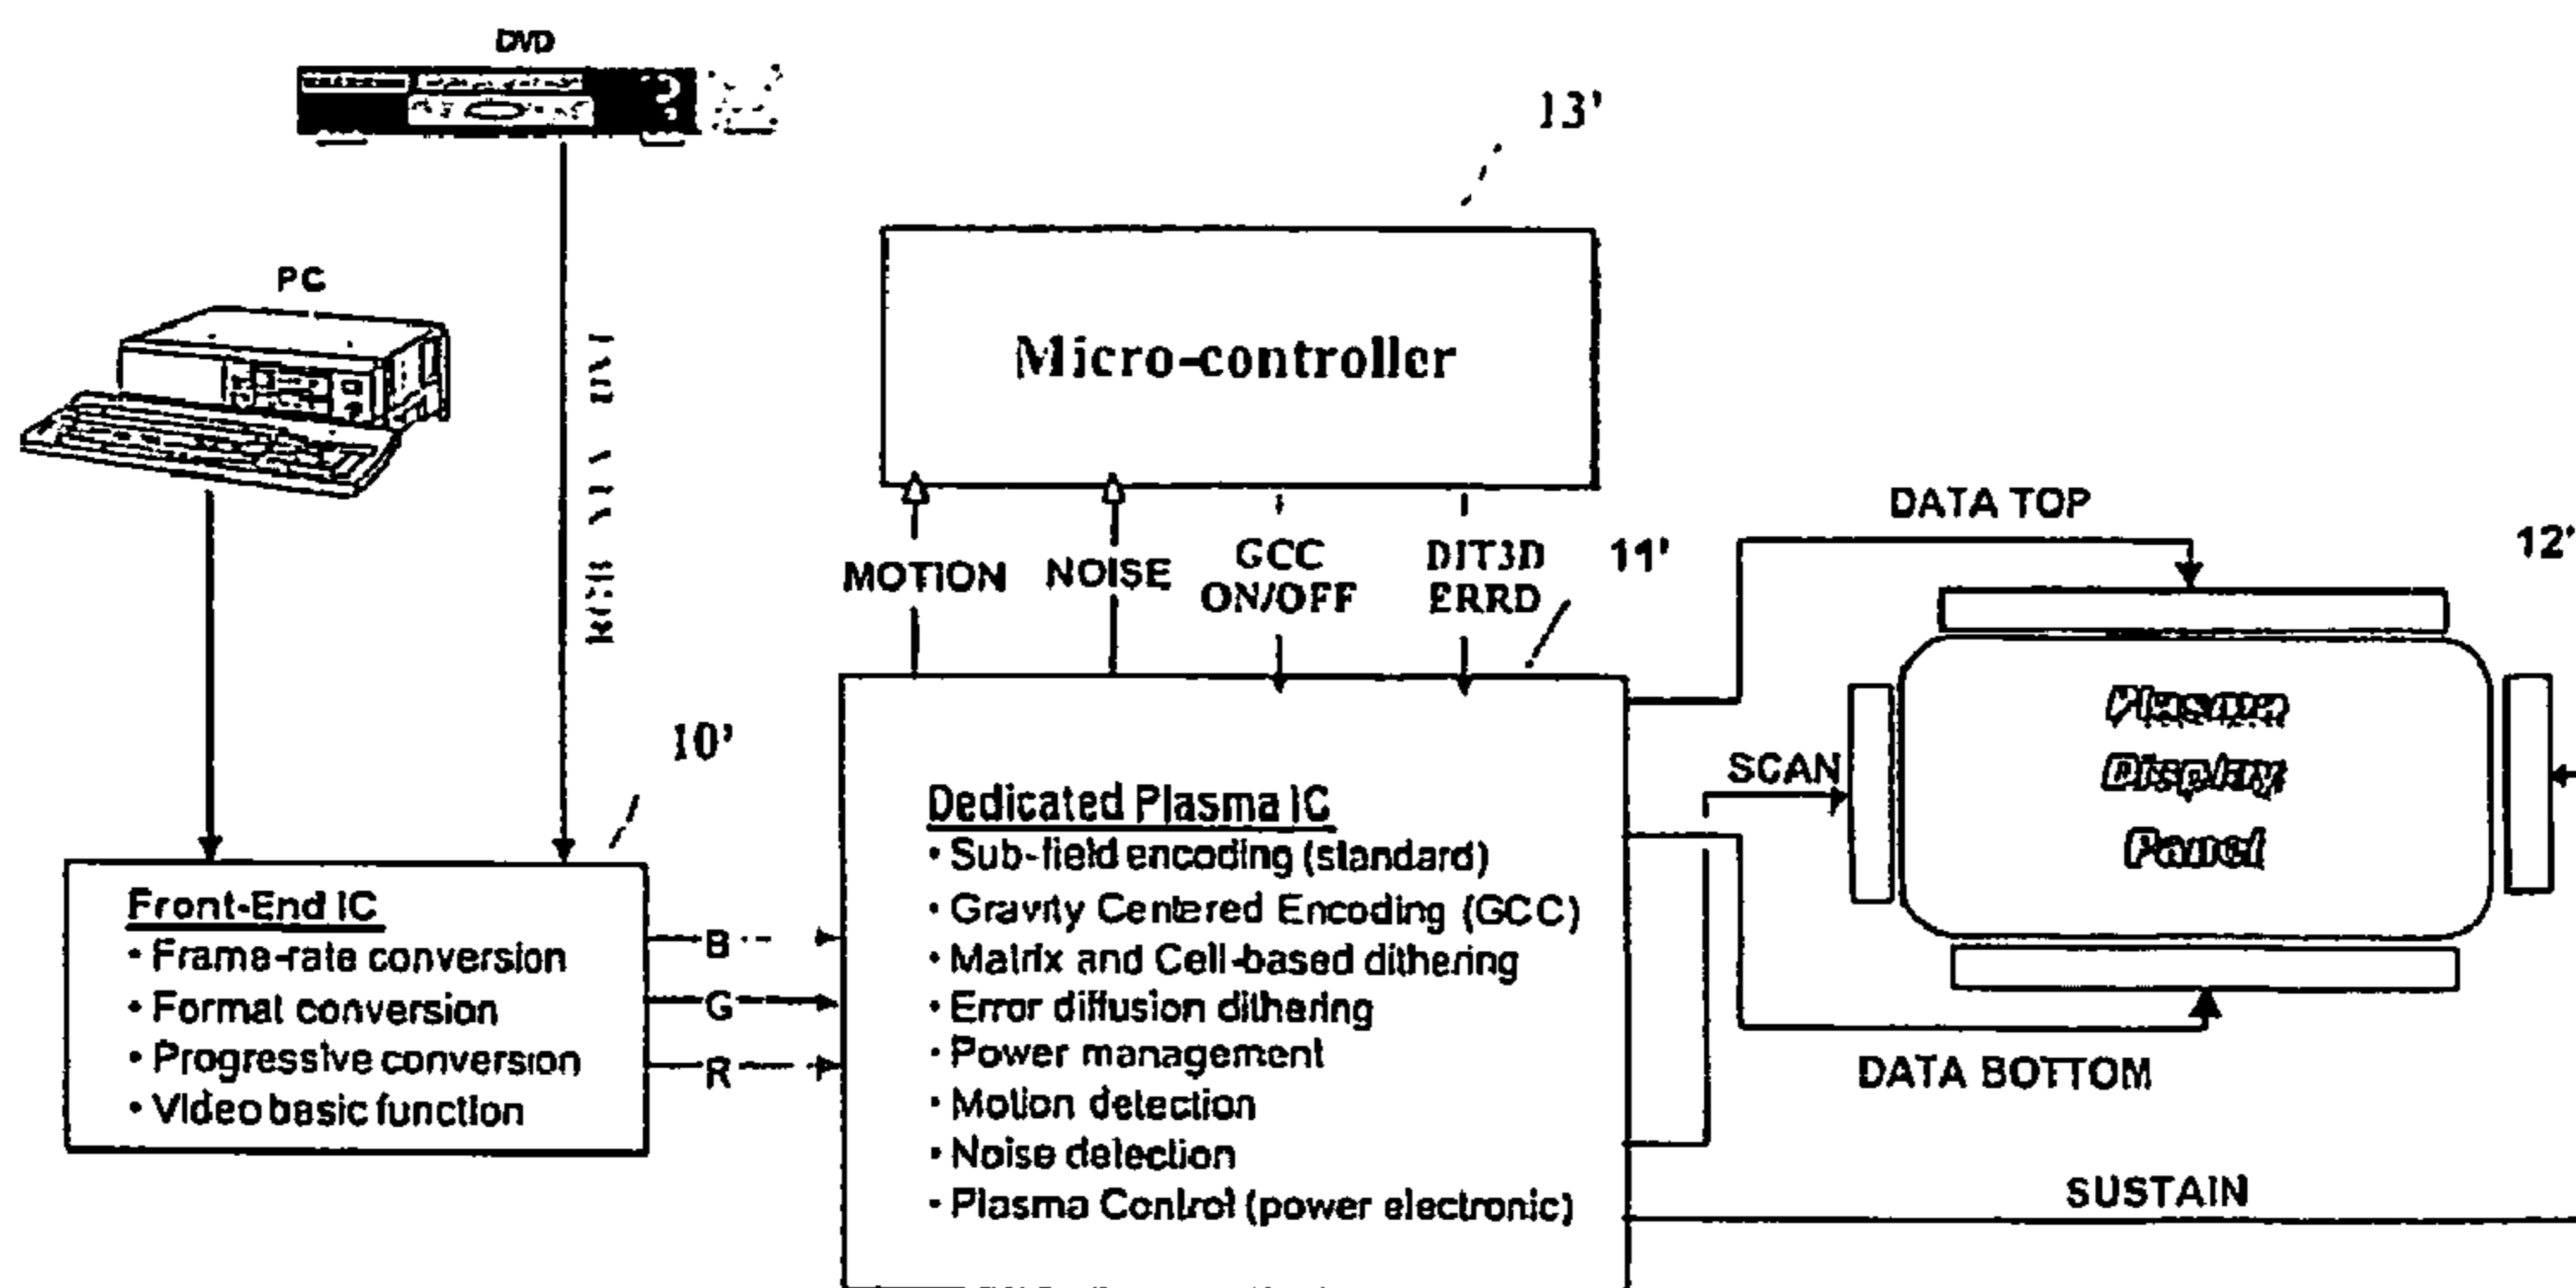 DVD
13'
PC
Micro-controller
DATA TOP
12'
MOTION
NOISE
GCC
ON/OFF
DIT3D
ERRD
11'
Plasma
Display
Panel
10'
SCAN
Dedicated Plasma IC
• Sub-field encoding (standard)
• Gravity Centered Encoding (GCC)
• Matrix and Cell-based dithering
• Error diffusion dithering
• Power management
• Motion detection
• Noise detection
• Plasma Control (power electronic)
Front-End IC
• Frame-rate conversion
• Format conversion
• Progressive conversion
• Video basic function
B
G
R
DATA BOTTOM
SUSTAIN